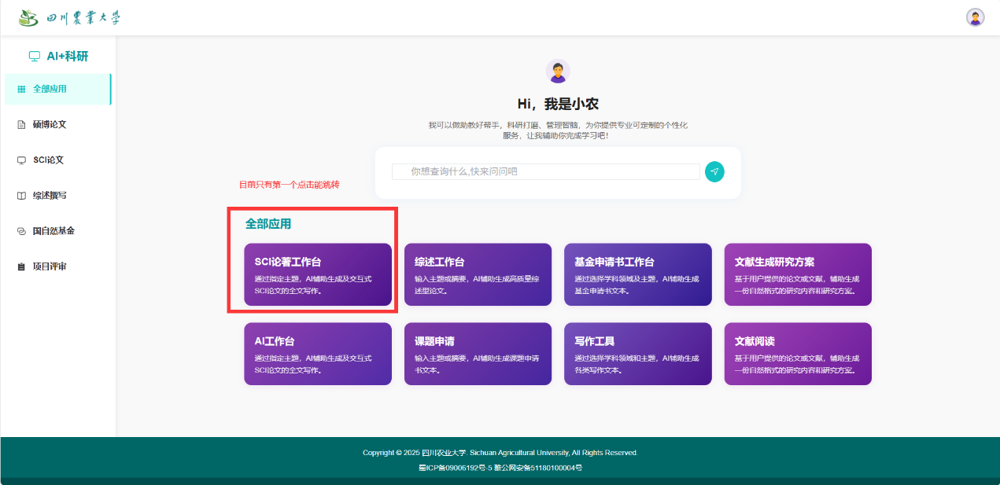 四川農業大學
AI+科研
全部应用
硕博论文
SCI论文
综述撰写
国自然基金
项目评审
Hi，我是小农
我可以做助教好帮手，科研打磨、管理智脑，为你提供专业可定制的个性化
服务，让我辅助你完成学习吧！
你想查询什么,快来问问吧
目前只有第一个点击能跳转
全部应用
SCI论著工作台
通过指定主题，AI辅助生成及交互式
SCI论文的全文写作。
综述工作台
输入主题或摘要，AI辅助生成高质量综
述型论文。
基金申请书工作台
通过选择学科领域及主题，AI辅助生成
基金申请书文本。
文献生成研究方案
基于用户提供的论文或文献，辅助生成
一份自然格式的研究内容和研究方案。
AI工作台
通过指定主题，AI辅助生成及交互式
SCI论文的全文写作。
课题申请
输入主题或摘要，AI辅助生成课题申请
书文本。
写作工具
通过选择学科领域和主题，AI辅助生成
各类写作文本。
文献阅读
基于用户提供的论文或文献，辅助生成
一份自然格式的研究内容和研究方案。
Copyright © 2025 四川农业大学. Sichuan Agricultural University, All Rights Reserved.
蜀ICP备09006192号-5 雅公网安备51180100004号